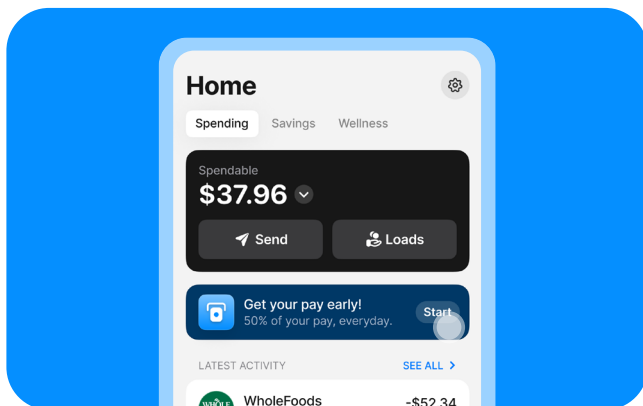 Home
Spending Savings Wellness
Spendable
$37.96
Send Loads
Get your pay early!
50% of your pay, everyday.
Start
LATEST ACTIVITY SEE ALL
WHOLE
WholeFoods -$52.34